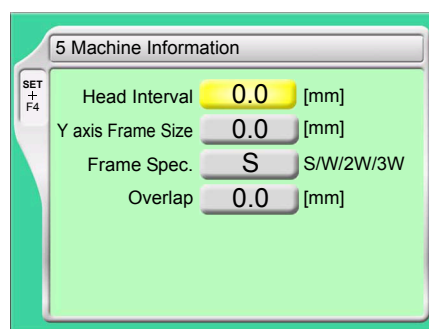 5 Machine Information
SET
+
F4
Head Interval 0.0 [mm]
Y axis Frame Size 0.0 [mm]
Frame Spec. S S/W/2W/3W
Overlap 0.0 [mm]